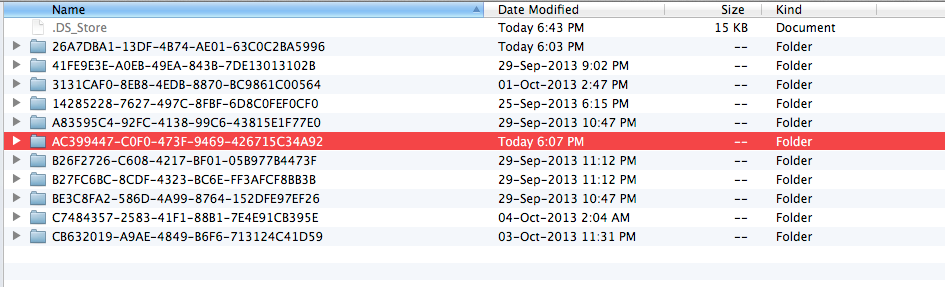 Name Date Modified Size Kind
.DS_Store Today 6:43 PM 15 KB Document
26A7DBA1-13DF-4B74-AE01-63C0C2BA5996 Today 6:03 PM -- Folder
41FE9E3E-A0EB-49EA-843B-7DE13013102B 29-Sep-2013 9:02 PM -- Folder
3131CAF0-8EB8-4EDB-8870-BC9861C00564 01-Oct-2013 2:47 PM -- Folder
14285228-7627-497C-8FBF-6D8C0FEF0CF0 25-Sep-2013 6:15 PM -- Folder
A83595C4-92FC-4138-99C6-43815E1F77E0 29-Sep-2013 10:47 PM -- Folder
AC399447-C0F0-473F-9469-426715C34A92 Today 6:07 PM -- Folder
B26F2726-C608-4217-BF01-05B977B4473F 29-Sep-2013 11:12 PM -- Folder
B27FC6BC-8CDF-4323-BC6E-FF3AFCF8BB3B 29-Sep-2013 11:12 PM -- Folder
BE3C8FA2-586D-4A99-8764-152DFE97EF26 29-Sep-2013 10:47 PM -- Folder
C7484357-2583-41F1-88B1-7E4E91CB395E 04-Oct-2013 2:04 AM -- Folder
CB632019-A9AE-4849-B6F6-713124C41D59 03-Oct-2013 11:31 PM -- Folder